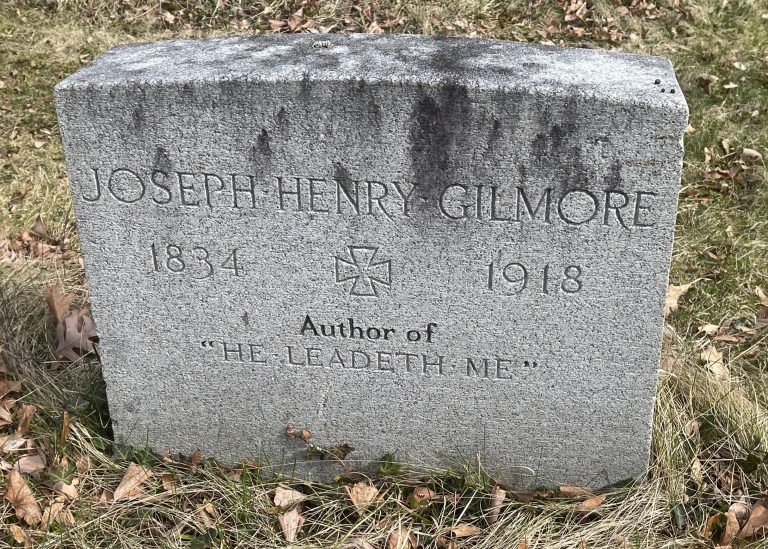 JOSEPH·HENRY·GILMORE
1834 1918
Author of
"HE·LEADETH·ME"